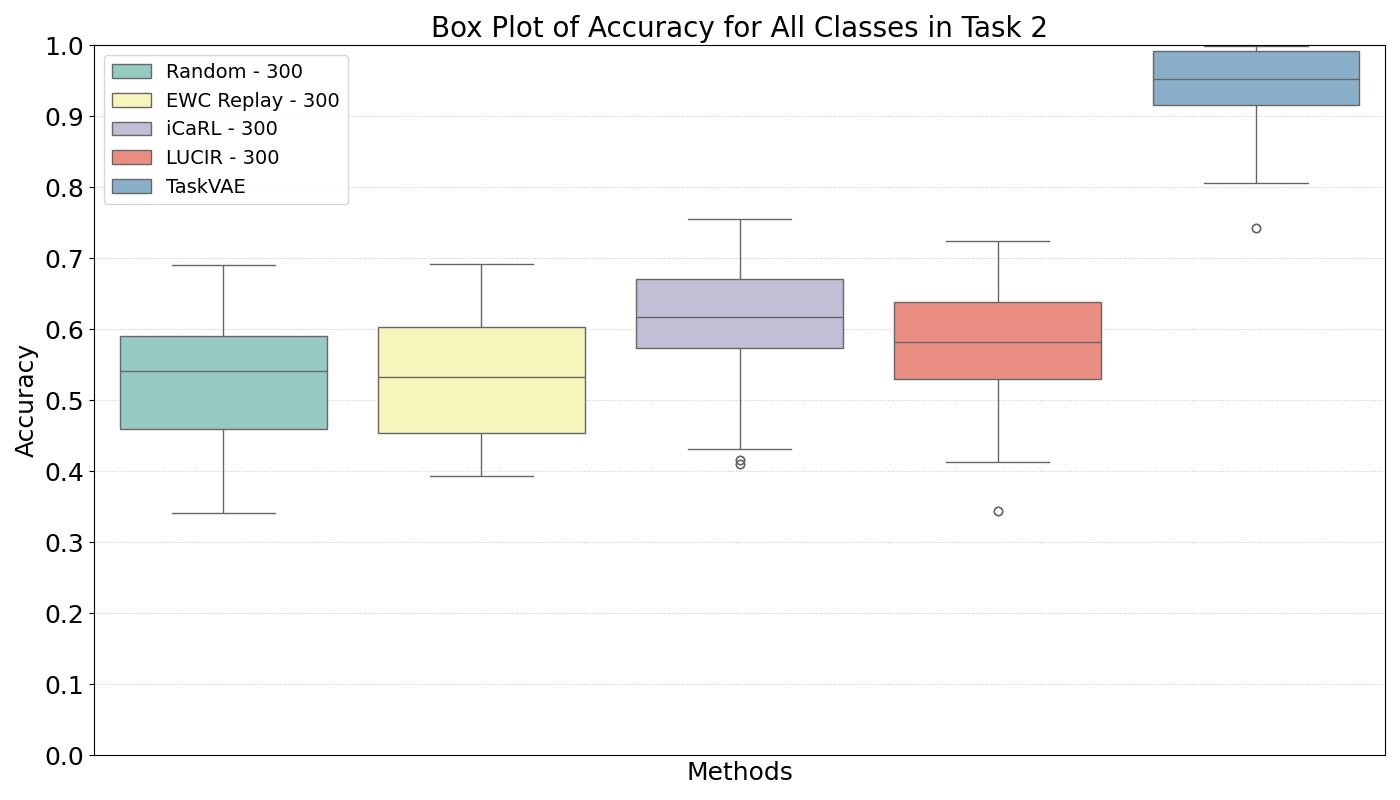 Box Plot of Accuracy for All Classes in Task 2
Accuracy
1.0
0.9
0.8
0.7
0.6
0.5
0.4
0.3
0.2
0.1
0.0
Random - 300
EWC Replay - 300
iCaRL - 300
LUCIR - 300
TaskVAE
Methods